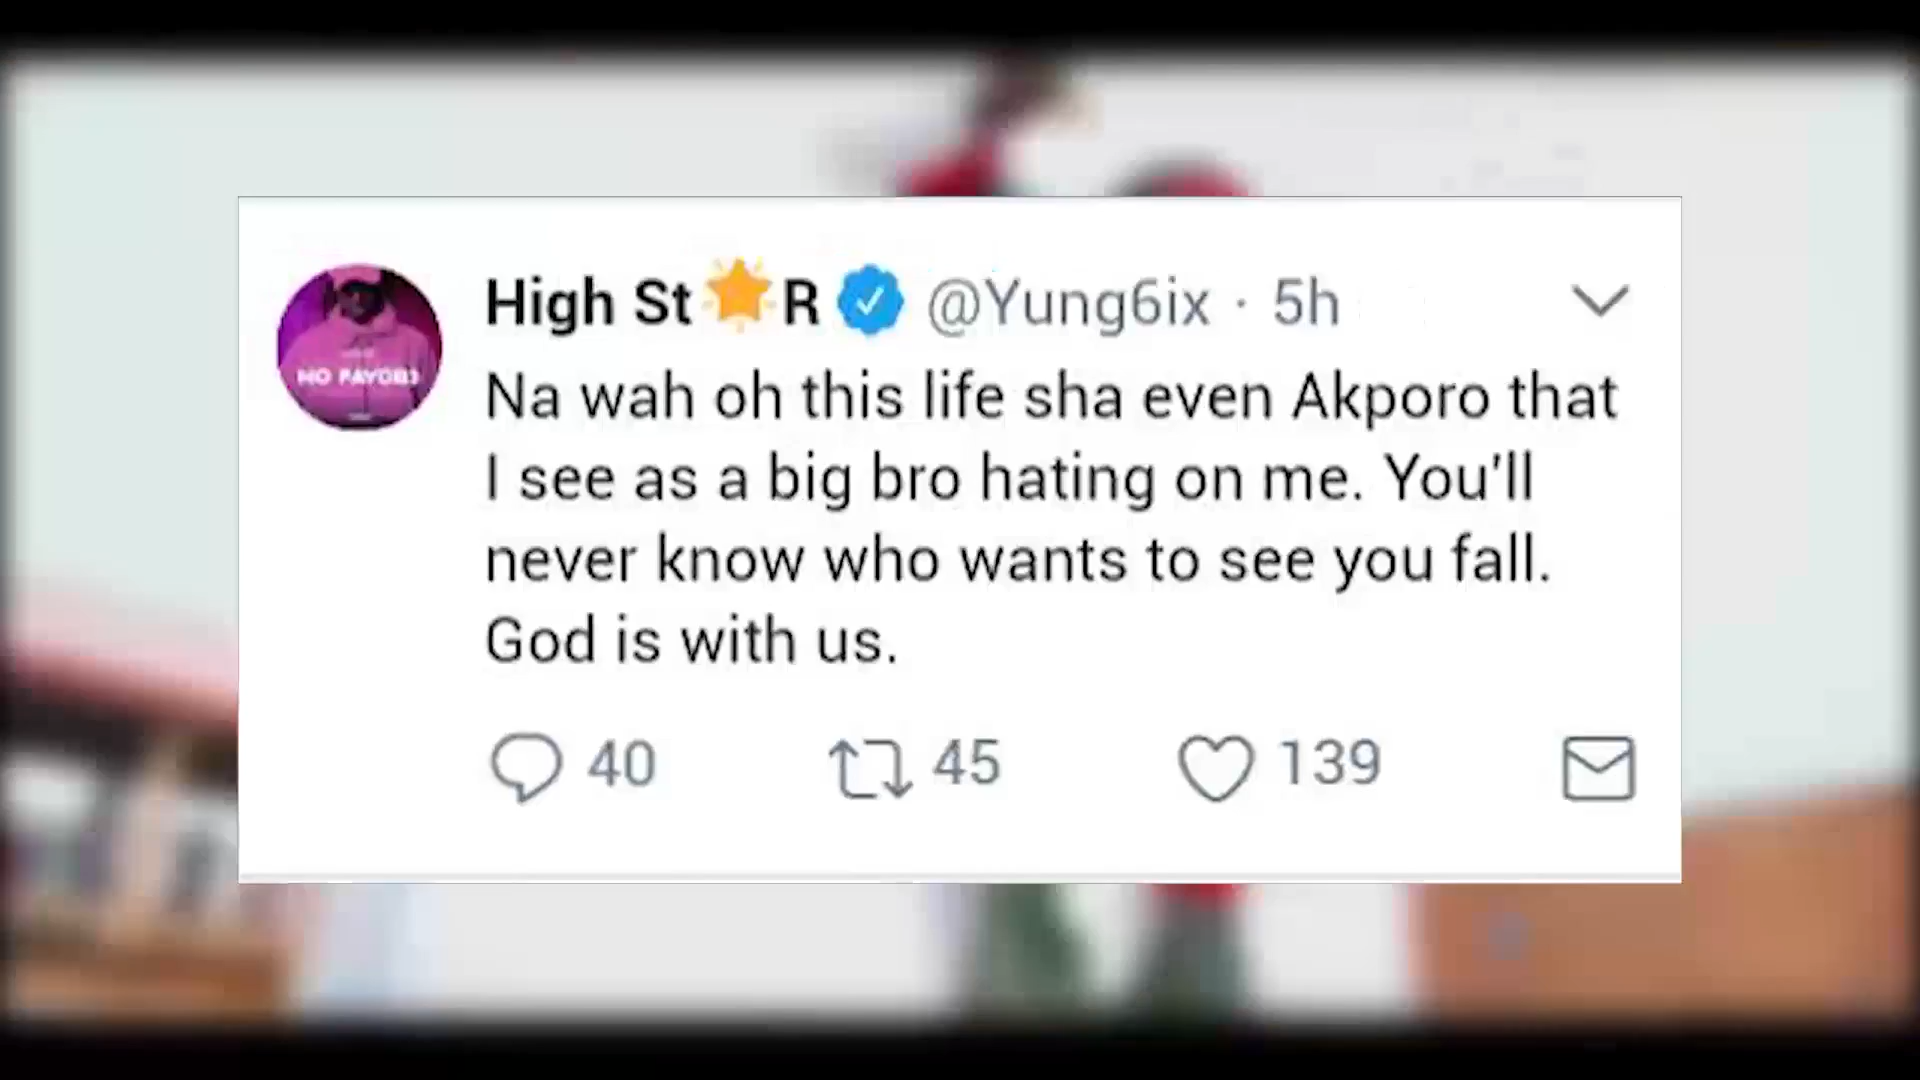 High St🌟R @Yung6ix · 5h
Na wah oh this life sha even Akporo that
I see as a big bro hating on me. You'll
never know who wants to see you fall.
God is with us.
40 45 139